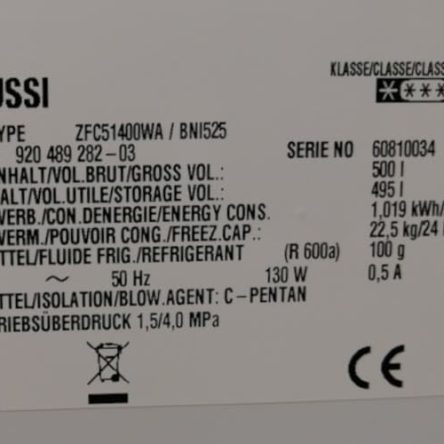 USSI
KLASSE/CLASSE/CLASS
YPE ZFC51400WA / BNI525
920 489 282-03 SERIE NO 60810034
NHALT/VOL.BRUT/GROSS VOL.: 500 l
ALT/VOL.UTILE/STORAGE VOL.: 495 l
VERB./CON.DENERGIE/ENERGY CONS. 1,019 kWh/
VERM./POUVOIR CONG./FREEZ.CAP.: 22,5 kg/24
TTEL/FLUIDE FRIG./REFRIGERANT (R 600a) 100 g
~ 50 Hz 130 W 0,5 A
TTEL/ISOLATION/BLOW.AGENT: C-PENTAN
RIEBSÜBERDRUCK 1,5/4,0 MPa
CE